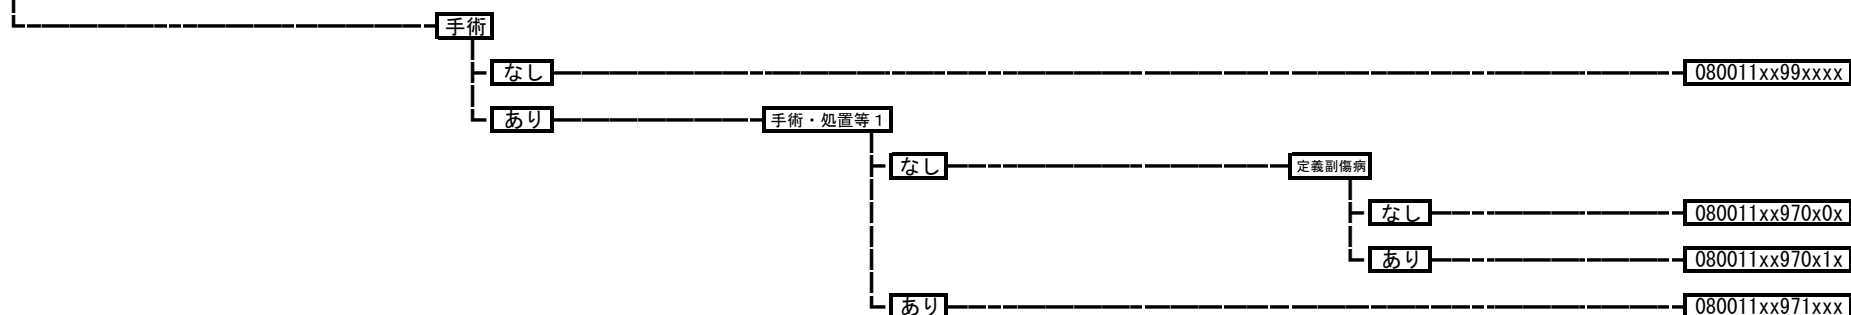 手術
なし 080011xx99xxxx
あり 手術・処置等1
なし 定義副傷病
なし 080011xx970x0x
あり 080011xx970x1x
あり 080011xx971xxx